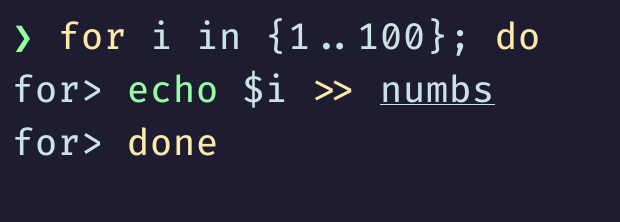 ❯ for i in {1..100}; do
for> echo $i >> numbs
for> done